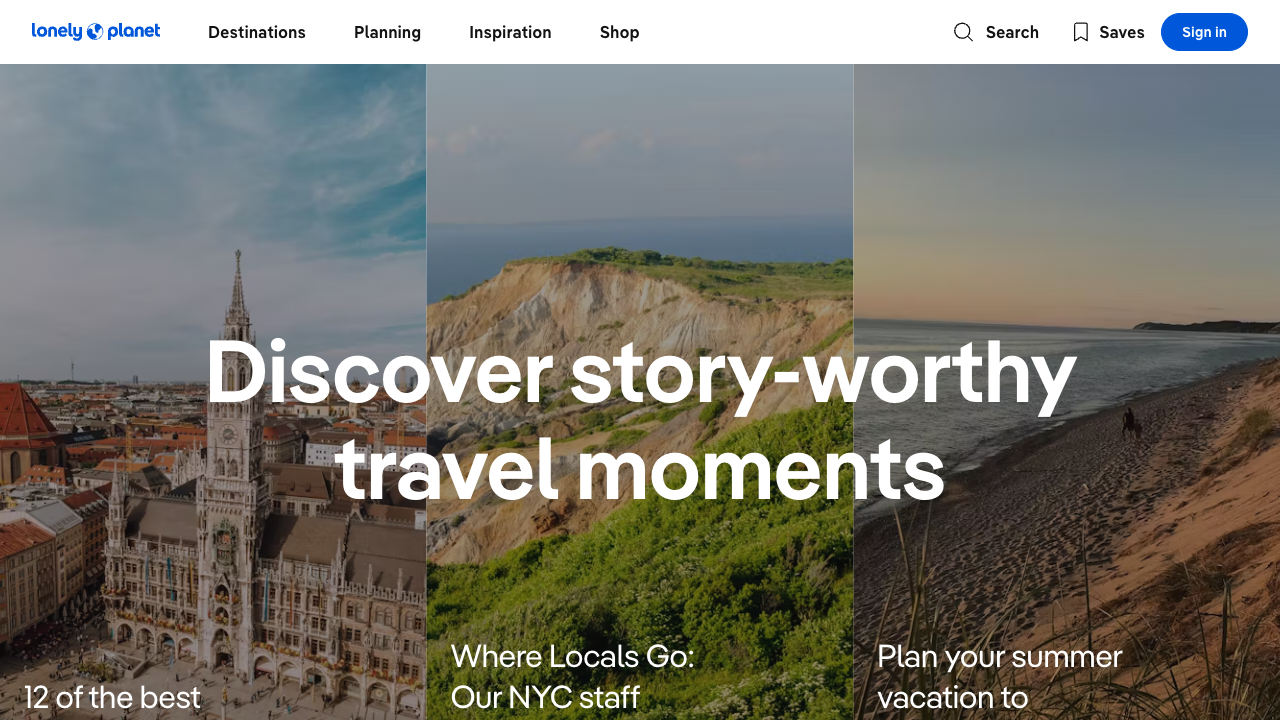 lonely planet
Destinations
Planning
Inspiration
Shop
Search
Saves
Sign in
Discover story-worthy
travel moments
12 of the best
Where Locals Go:
Our NYC staff
Plan your summer
vacation to